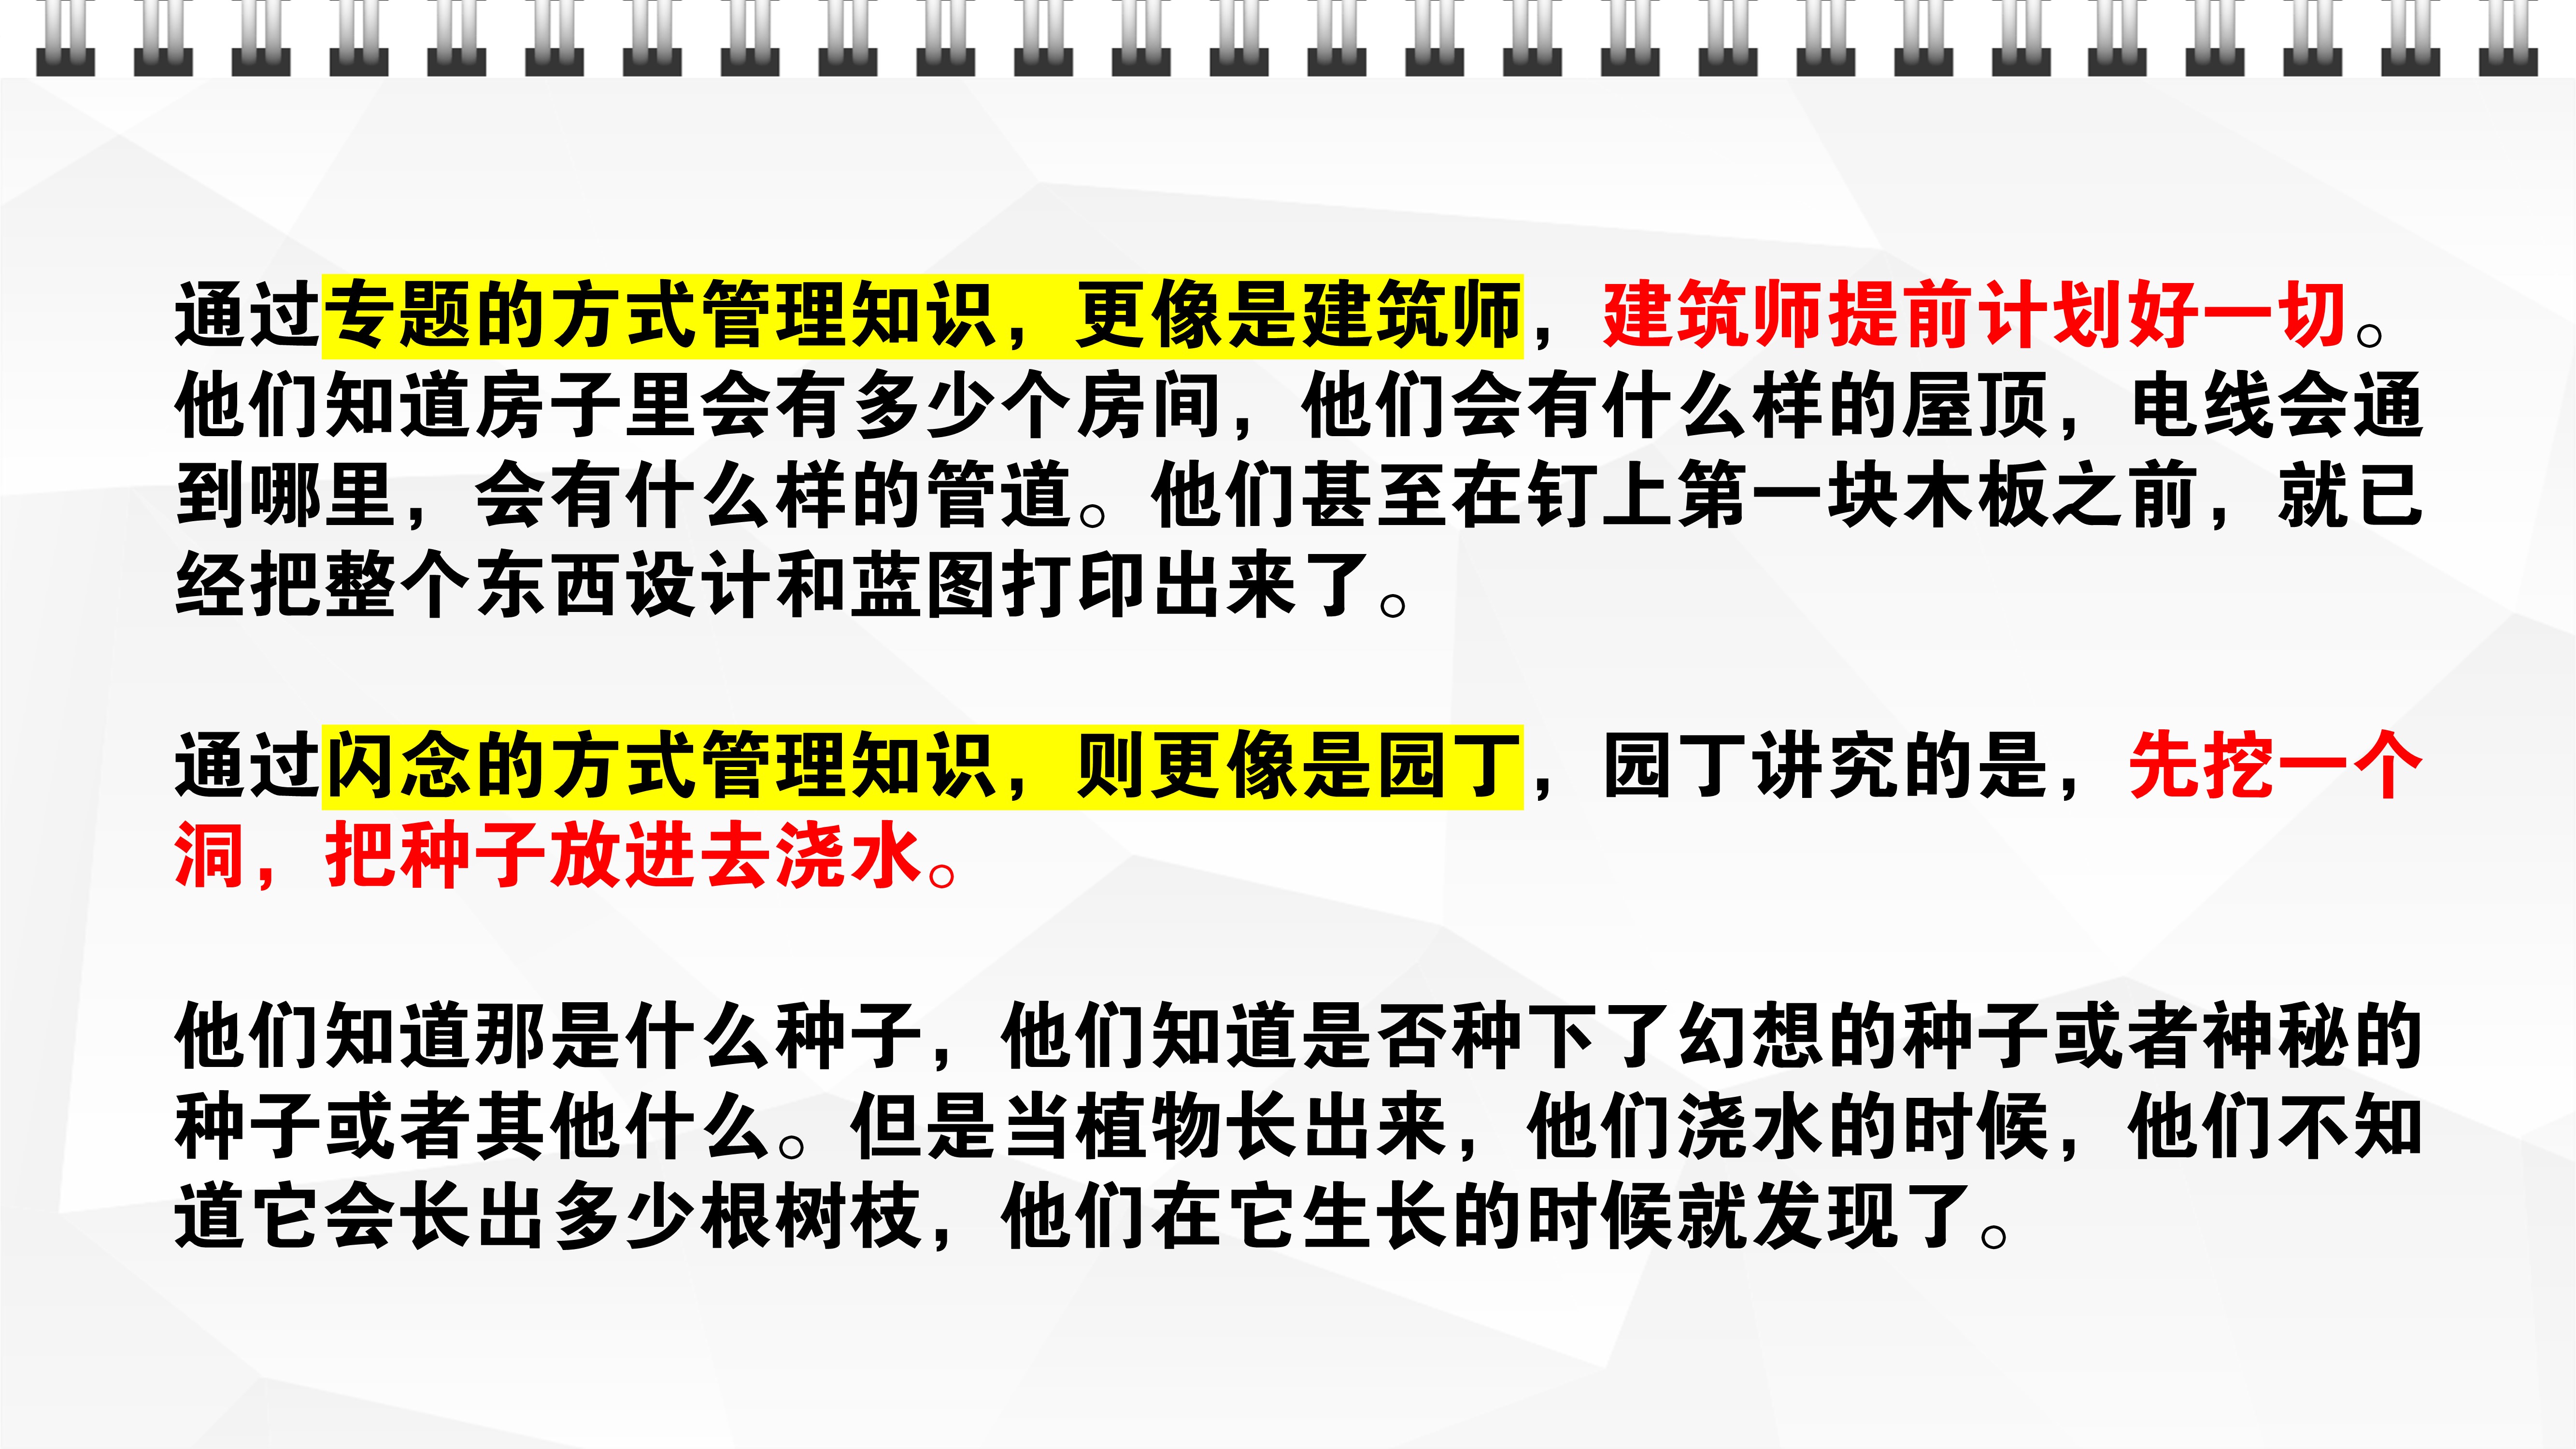 通过专题的方式管理知识，更像是建筑师，建筑师提前计划好一切。
他们知道房子里会有多少个房间，他们会有什么样的屋顶，电线会通
到哪里，会有什么样的管道。他们甚至在钉上第一块木板之前，就已
经把整个东西设计和蓝图打印出来了。
通过闪念的方式管理知识，则更像是园丁，园丁讲究的是，先挖一个
洞，把种子放进去浇水。
他们知道那是什么种子，他们知道是否种下了幻想的种子或者神秘的
种子或者其他什么。但是当植物长出来，他们浇水的时候，他们不知
道它会长出多少根树枝，他们在它生长的时候就发现了。